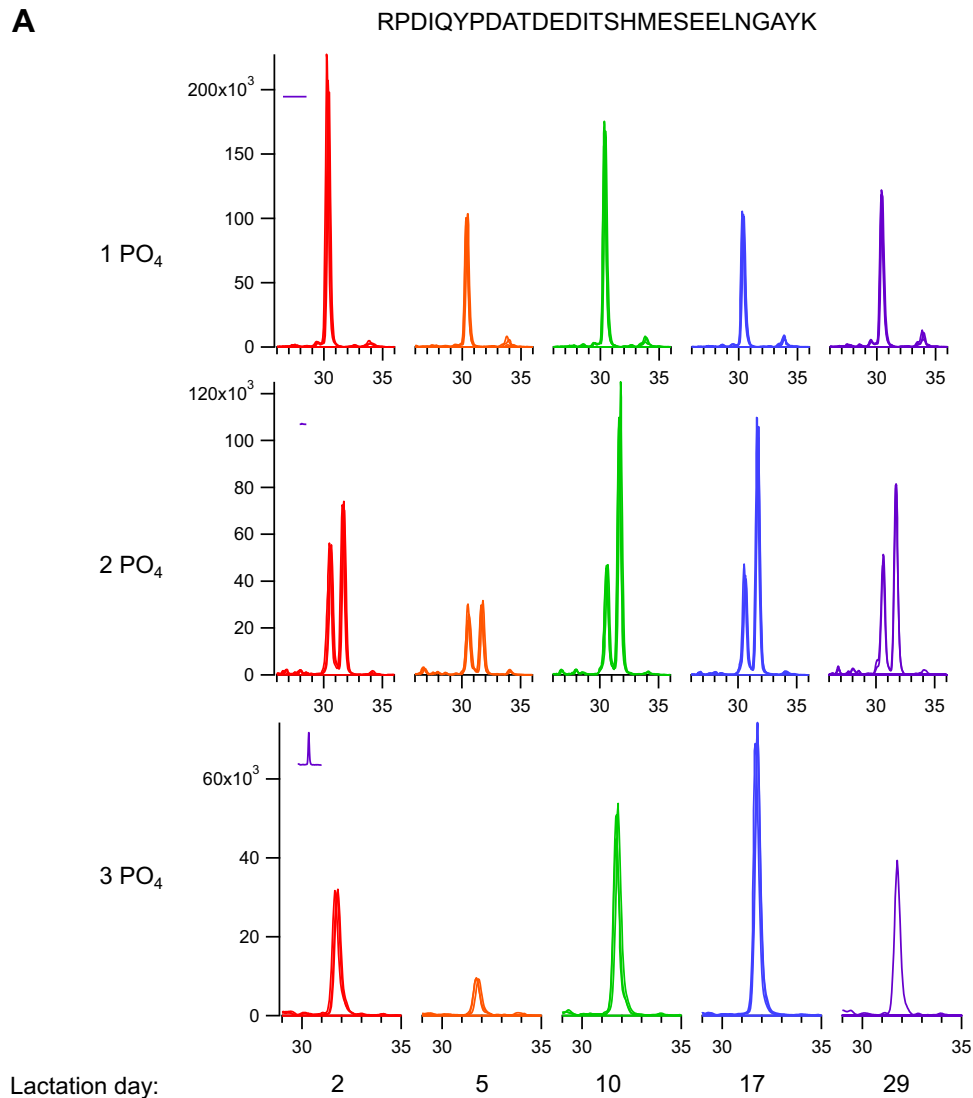 A
RPDIQYPDATDEDITSHMESEELNGAYK
200x10³
150
100
50
0
1 PO₄
30 35 30 35 30 35 30 35 30 35
120x10³
100
80
60
40
20
0
2 PO₄
30 35 30 35 30 35 30 35 30 35
60x10³
40
20
0
3 PO₄
30 35 30 35 30 35 30 35 30 35
Lactation day: 2 5 10 17 29